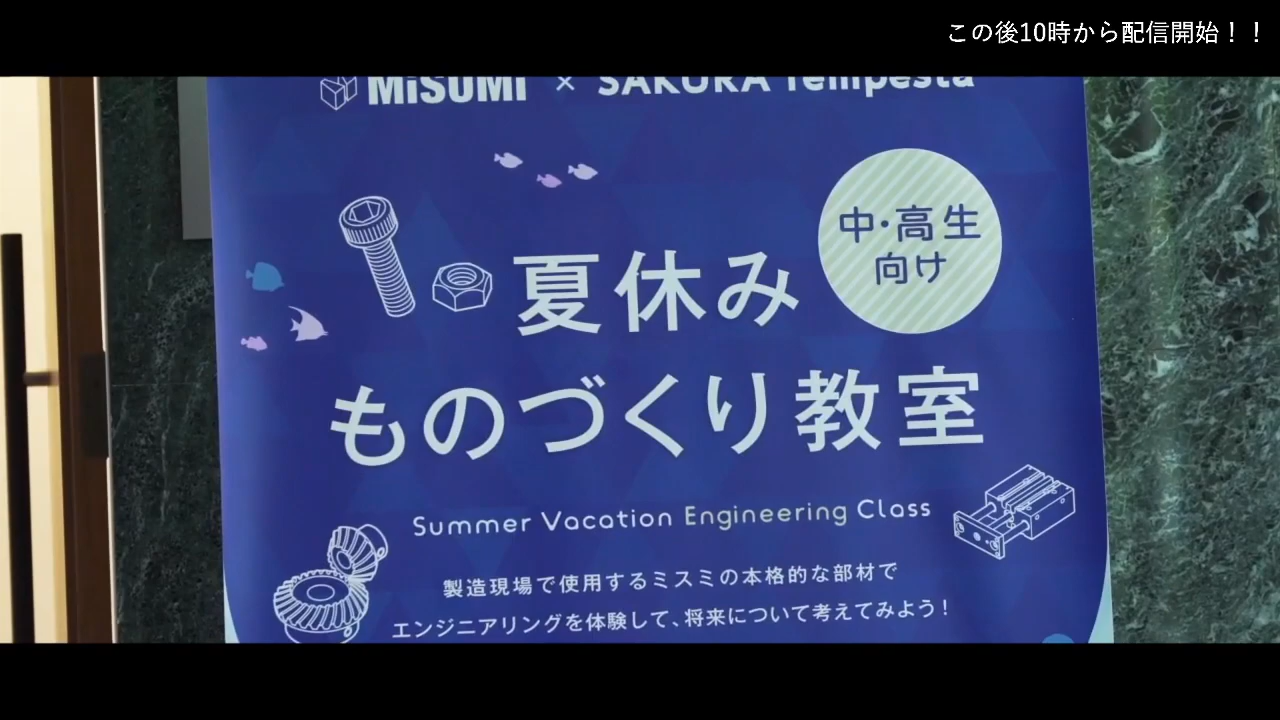 この後10時から配信開始！！
MiSUMi × SAKURA Tempesta
中・高生
向け
夏休み
ものづくり教室
Summer Vacation Engineering Class
製造現場で使用するミスミの本格的な部材で
エンジニアリングを体験して、将来について考えてみよう！